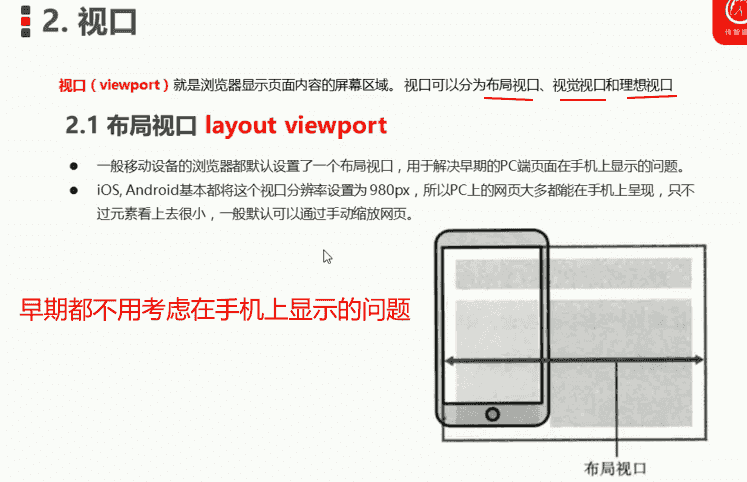 2. 视口
视口（viewport）就是浏览器显示页面内容的屏幕区域。 视口可以分为布局视口、视觉视口和理想视口
2.1 布局视口 layout viewport
● 一般移动设备的浏览器都默认设置了一个布局视口，用于解决早期的PC端页面在手机上显示的问题。
● iOS, Android基本都将这个视口分辨率设置为 980px，所以PC上的网页大多都能在手机上呈现，只不
过元素看上去很小，一般默认可以通过手动缩放网页。
早期都不用考虑在手机上显示的问题
布局视口